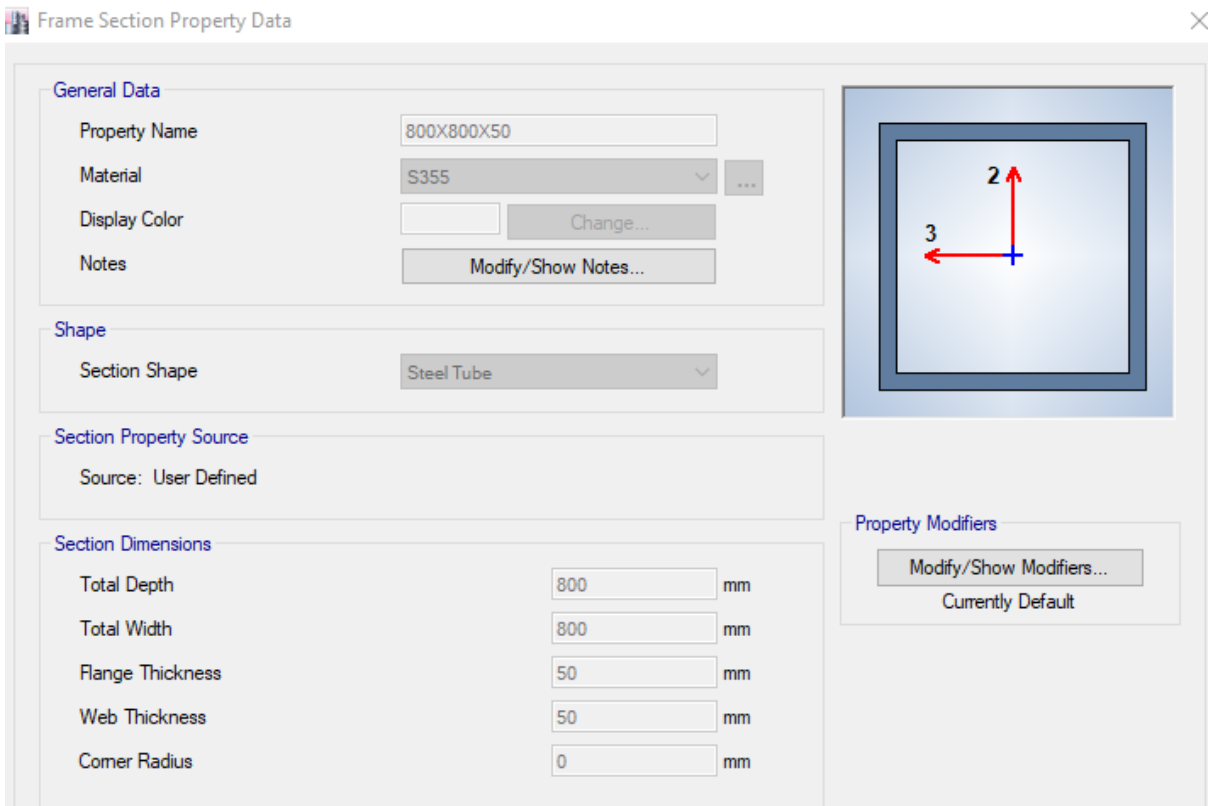 Frame Section Property Data
General Data
Property Name 800X800X50
Material S355 ...
Display Color Change...
Notes Modify/Show Notes...
Shape
Section Shape Steel Tube
Section Property Source
Source: User Defined
Section Dimensions
Total Depth 800 mm
Total Width 800 mm
Flange Thickness 50 mm
Web Thickness 50 mm
Corner Radius 0 mm
2
3
Property Modifiers
Modify/Show Modifiers...
Currently Default